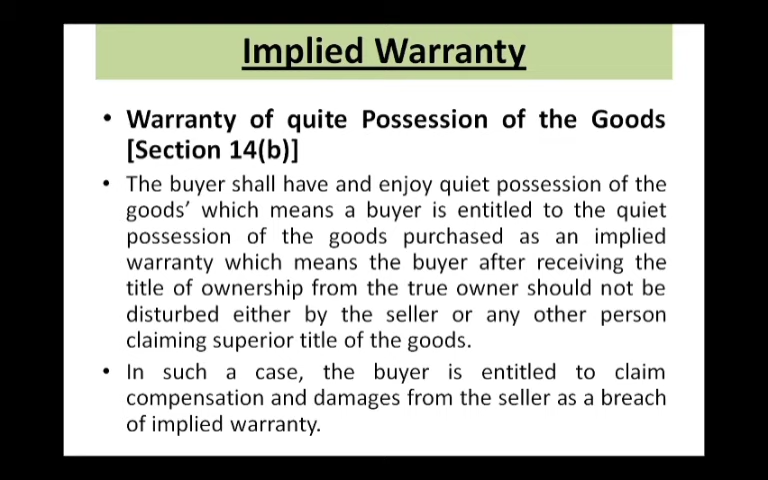 Implied Warranty
• Warranty of quite Possession of the Goods
[Section 14(b)]
• The buyer shall have and enjoy quiet possession of the
goods’ which means a buyer is entitled to the quiet
possession of the goods purchased as an implied
warranty which means the buyer after receiving the
title of ownership from the true owner should not be
disturbed either by the seller or any other person
claiming superior title of the goods.
• In such a case, the buyer is entitled to claim
compensation and damages from the seller as a breach
of implied warranty.